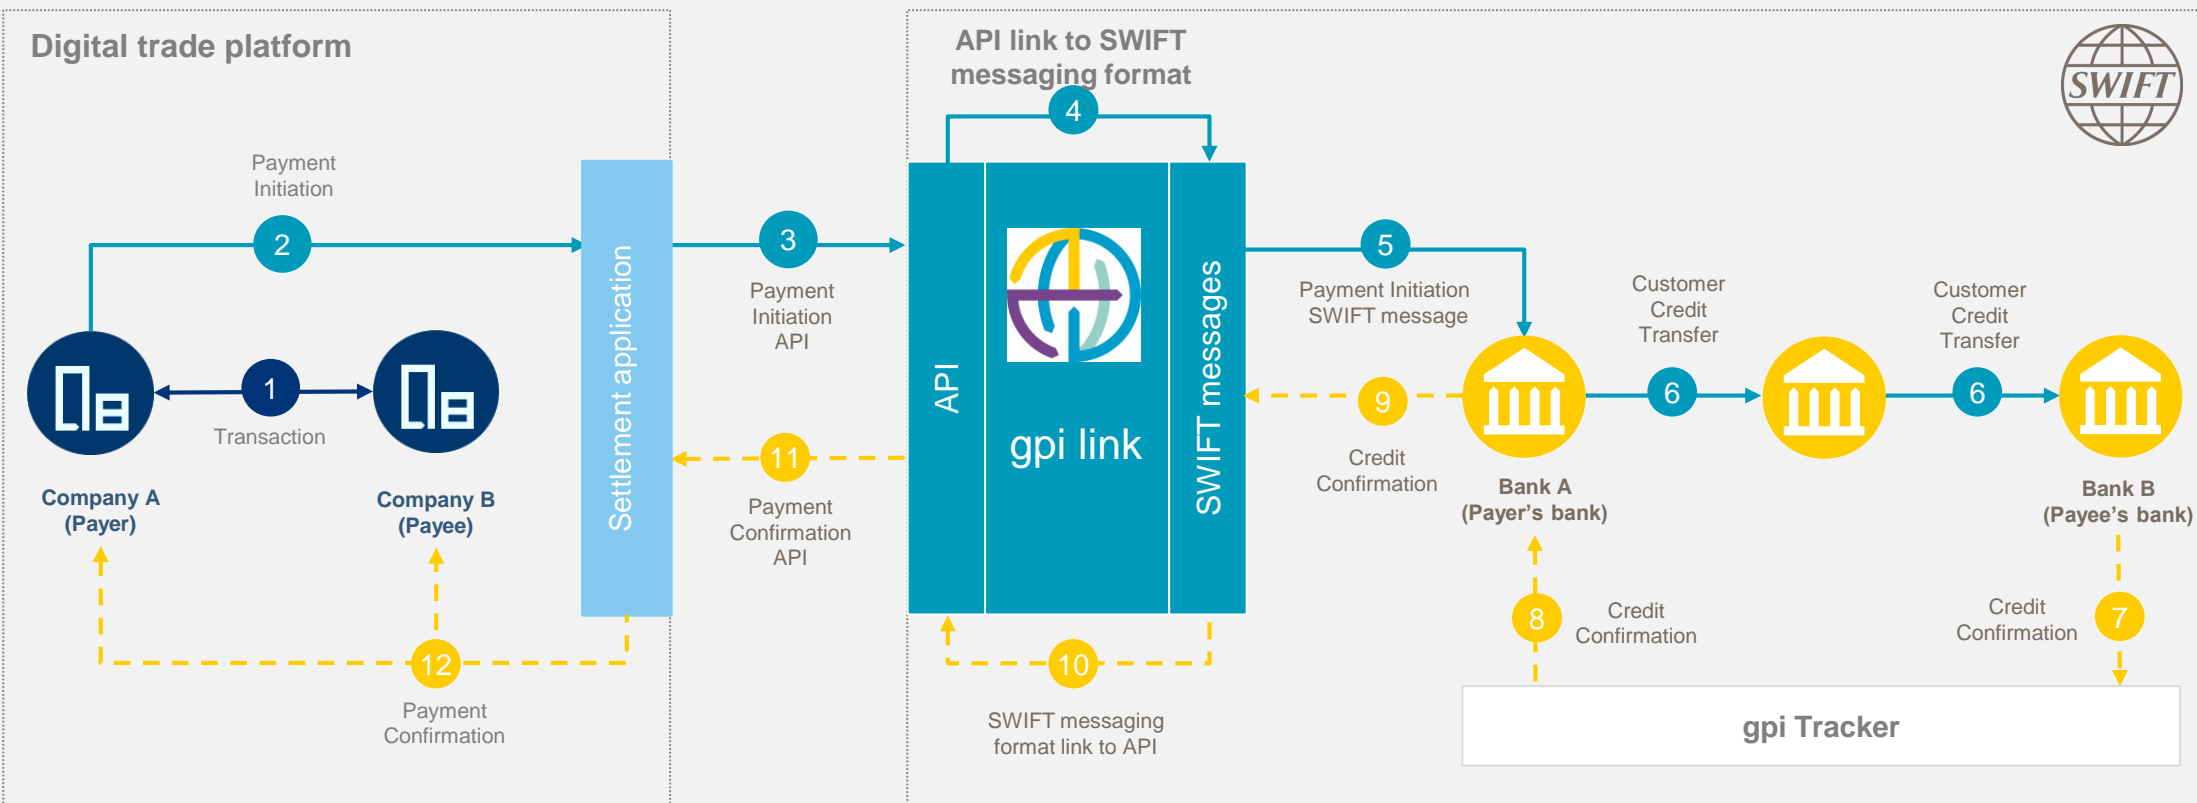 Digital trade platform
API link to SWIFT
messaging format
SWIFT
4
Payment
Initiation
2
3
Payment
Initiation
API
5
Payment Initiation
SWIFT message
Customer
Credit
Transfer
Customer
Credit
Transfer
Settlement application
API
gpi link
SWIFT messages
1
Transaction
6
6
9
Credit
Confirmation
11
Payment
Confirmation
API
Company A
(Payer)
Company B
(Payee)
Bank A
(Payer's bank)
Bank B
(Payee's bank)
8
Credit
Confirmation
Credit
Confirmation
7
12
Payment
Confirmation
10
SWIFT messaging
format link to API
gpi Tracker